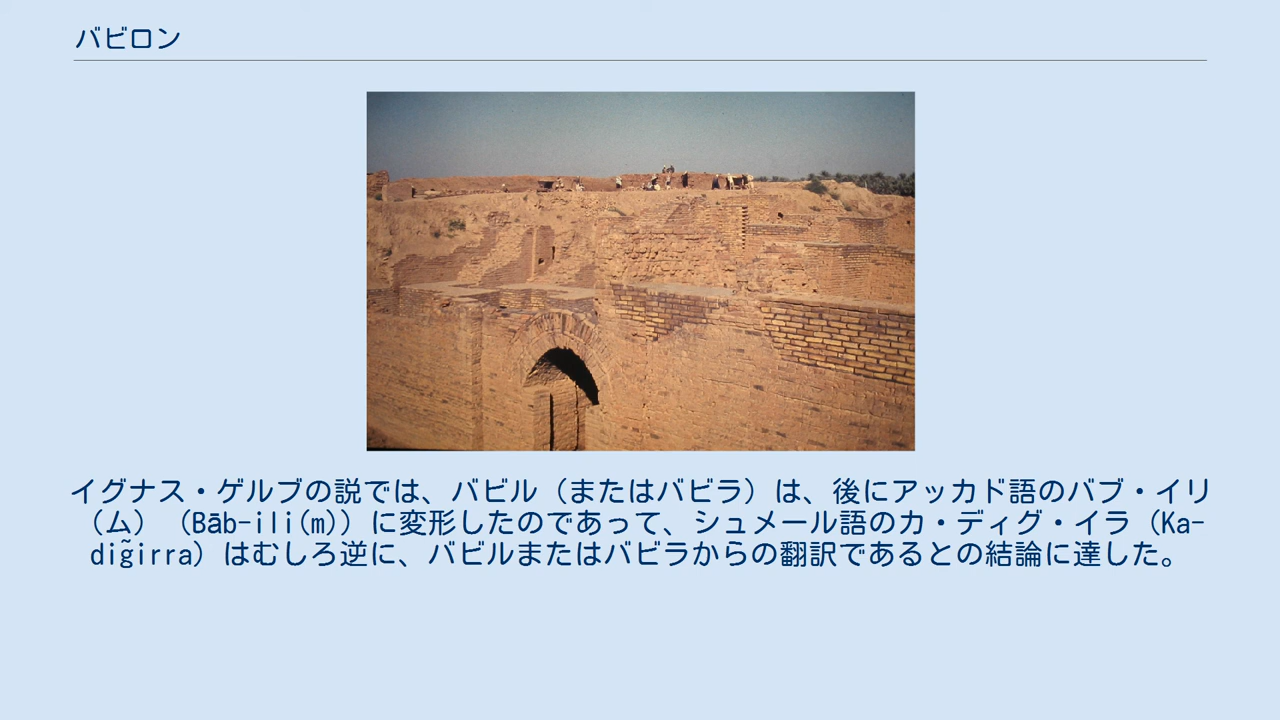 バビロン
イグナス・ゲルブの説では、バビル（またはバビラ）は、後にアッカド語のバブ・イリ
（ム）（Bāb-ili(m)）に変形したのであって、シュメール語のカ・ディグ・イラ（Ka-
dig̃irra）はむしろ逆に、バビルまたはバビラからの翻訳であるとの結論に達した。